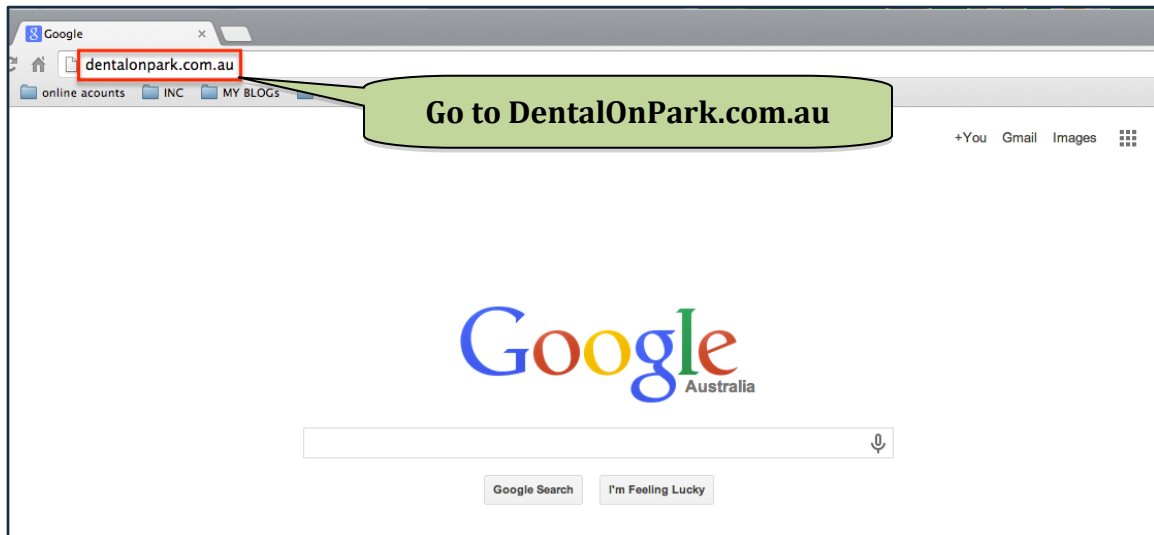 Google
dentalonpark.com.au
online acounts INC MY BLOGs
Go to DentalOnPark.com.au
+You Gmail Images
Google
Australia
Google Search I'm Feeling Lucky